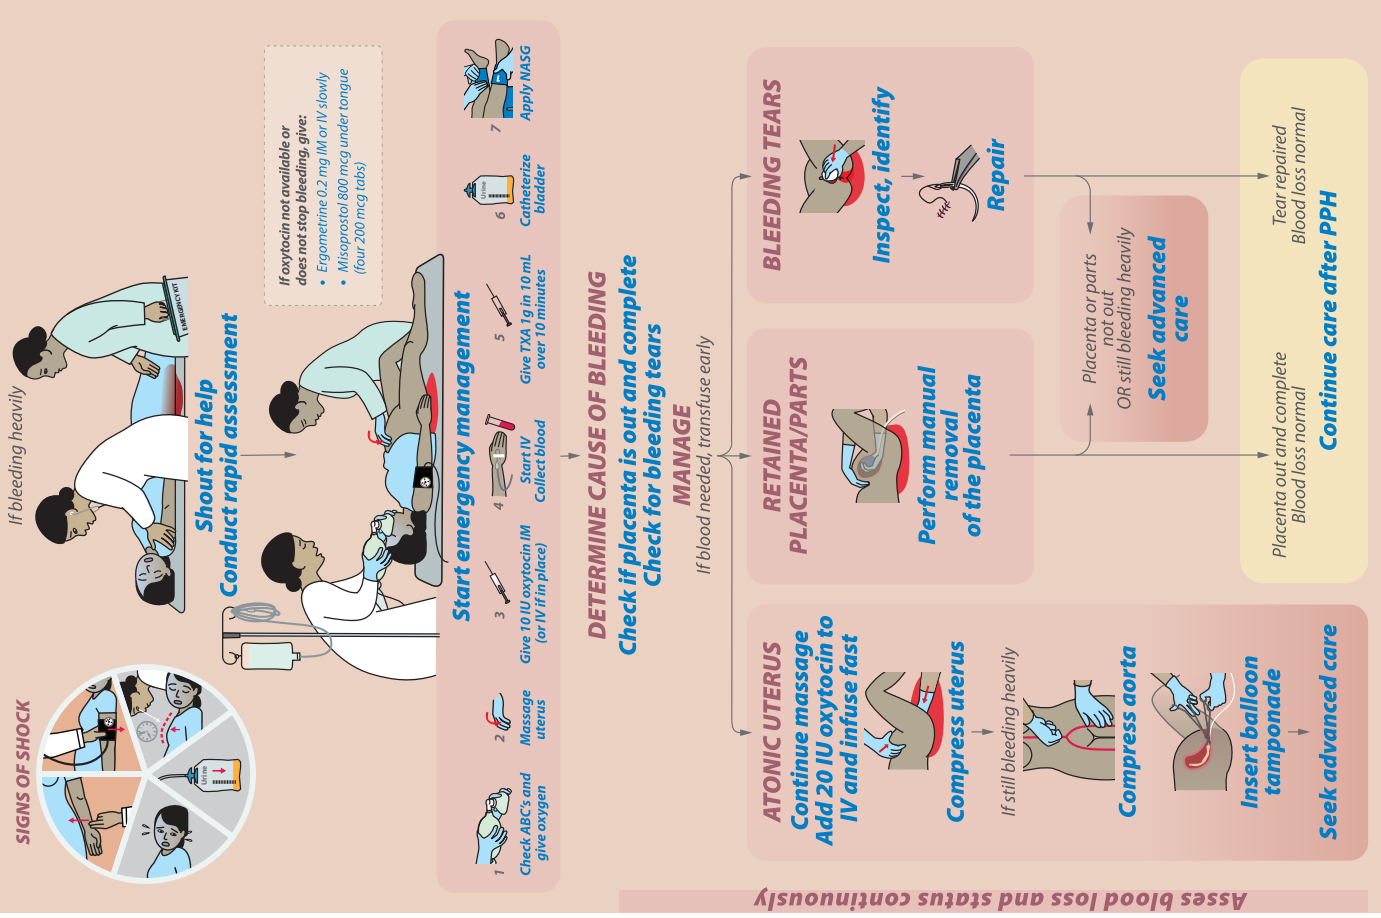 SIGNS OF SHOCK
Urine
If bleeding heavily
EMERGENCY KIT
Shout for help
Conduct rapid assessment
If oxytocin not available or
does not stop bleeding, give:
• Ergometrine 0.2 mg IM or IV slowly
• Misoprostol 800 mcg under tongue
(four 200 mcg tabs)
Start emergency management
1
Check ABC's and
give oxygen
2
Massage
uterus
3
Give 10 IU oxytocin IM
(or IV if in place)
4
Start IV
Collect blood
5
Give TXA 1g in 10 mL
over 10 minutes
6
Urine
Catheterize
bladder
7
Apply NASG
DETERMINE CAUSE OF BLEEDING
Check if placenta is out and complete
Check for bleeding tears
MANAGE
If blood needed, transfuse early
ATONIC UTERUS
Continue massage
Add 20 IU oxytocin to
IV and infuse fast
Compress uterus
If still bleeding heavily
Compress aorta
Insert balloon
tamponade
Seek advanced care
RETAINED
PLACENTA/PARTS
Perform manual
removal
of the placenta
BLEEDING TEARS
Inspect, identify
Repair
Placenta or parts
not out
OR still bleeding heavily
Seek advanced
care
Placenta out and complete
Blood loss normal
Tear repaired
Blood loss normal
Continue care after PPH
Asses blood loss and status continuously